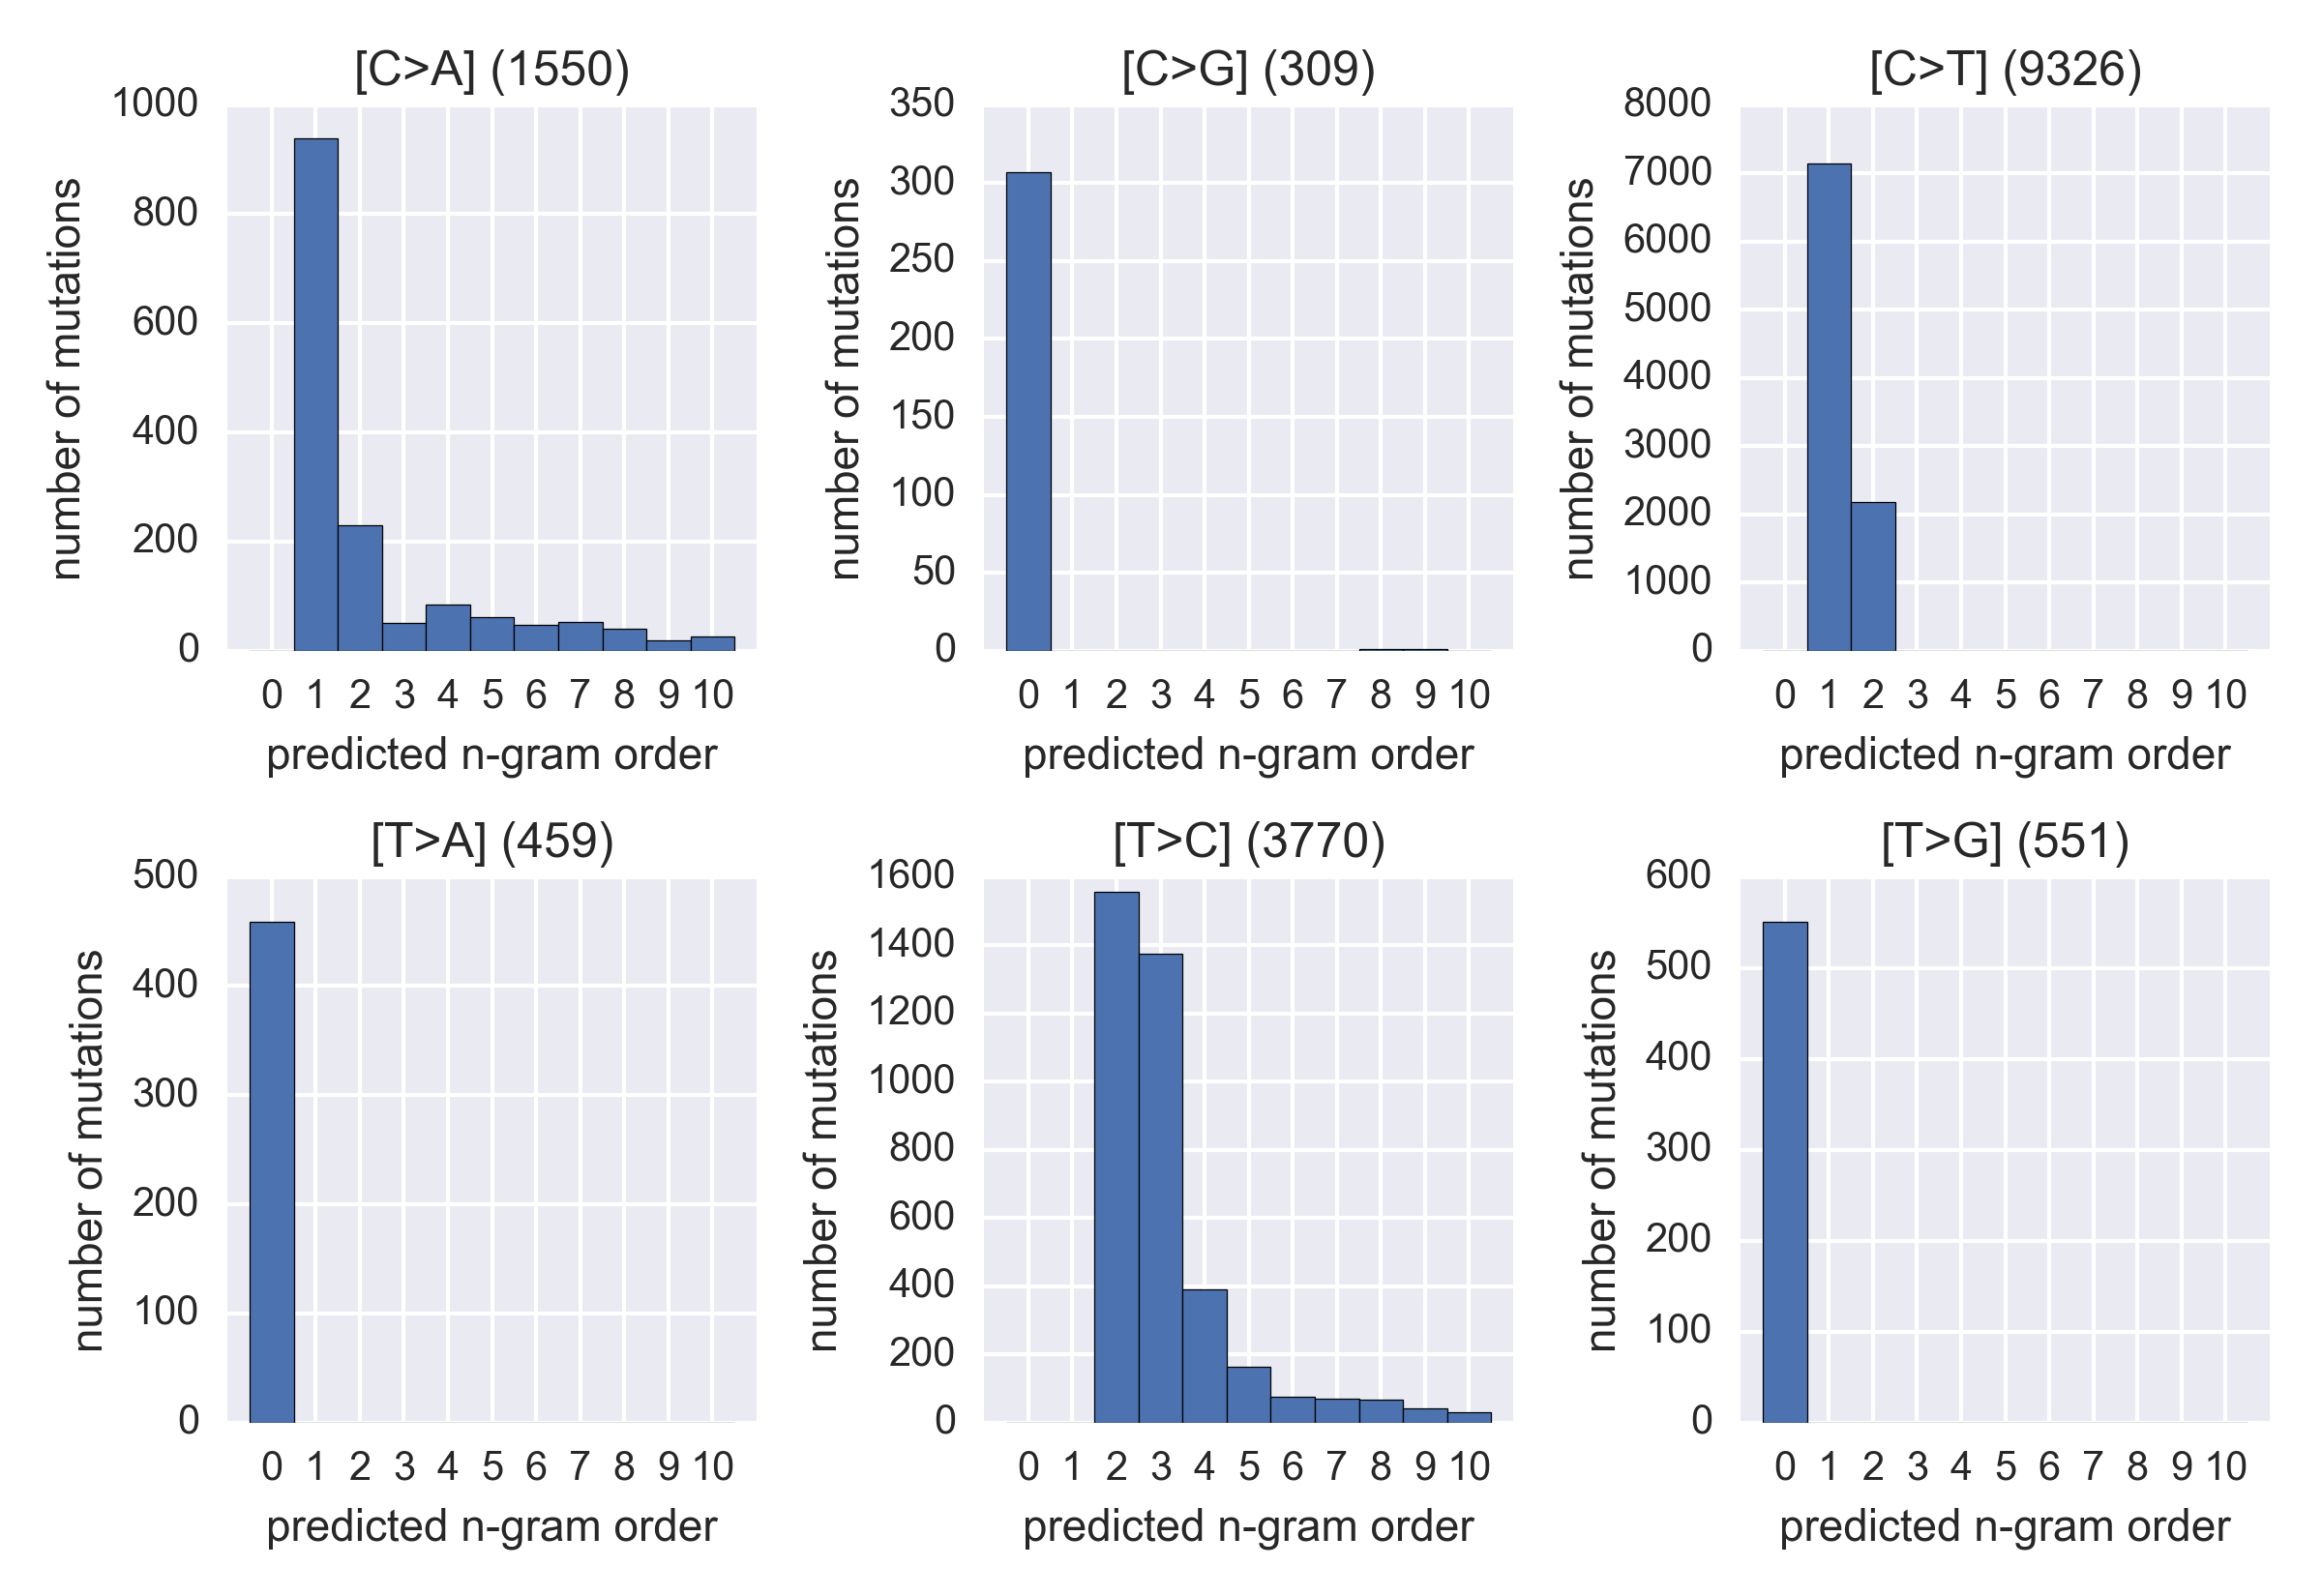 [C>A] (1550)
1000
800
600
400
200
0
number of mutations
0 1 2 3 4 5 6 7 8 9 10
predicted n-gram order
[C>G] (309)
350
300
250
200
150
100
50
0
number of mutations
0 1 2 3 4 5 6 7 8 9 10
predicted n-gram order
[C>T] (9326)
8000
7000
6000
5000
4000
3000
2000
1000
0
number of mutations
0 1 2 3 4 5 6 7 8 9 10
predicted n-gram order
[T>A] (459)
500
400
300
200
100
0
number of mutations
0 1 2 3 4 5 6 7 8 9 10
predicted n-gram order
[T>C] (3770)
1600
1400
1200
1000
800
600
400
200
0
number of mutations
0 1 2 3 4 5 6 7 8 9 10
predicted n-gram order
[T>G] (551)
600
500
400
300
200
100
0
number of mutations
0 1 2 3 4 5 6 7 8 9 10
predicted n-gram order